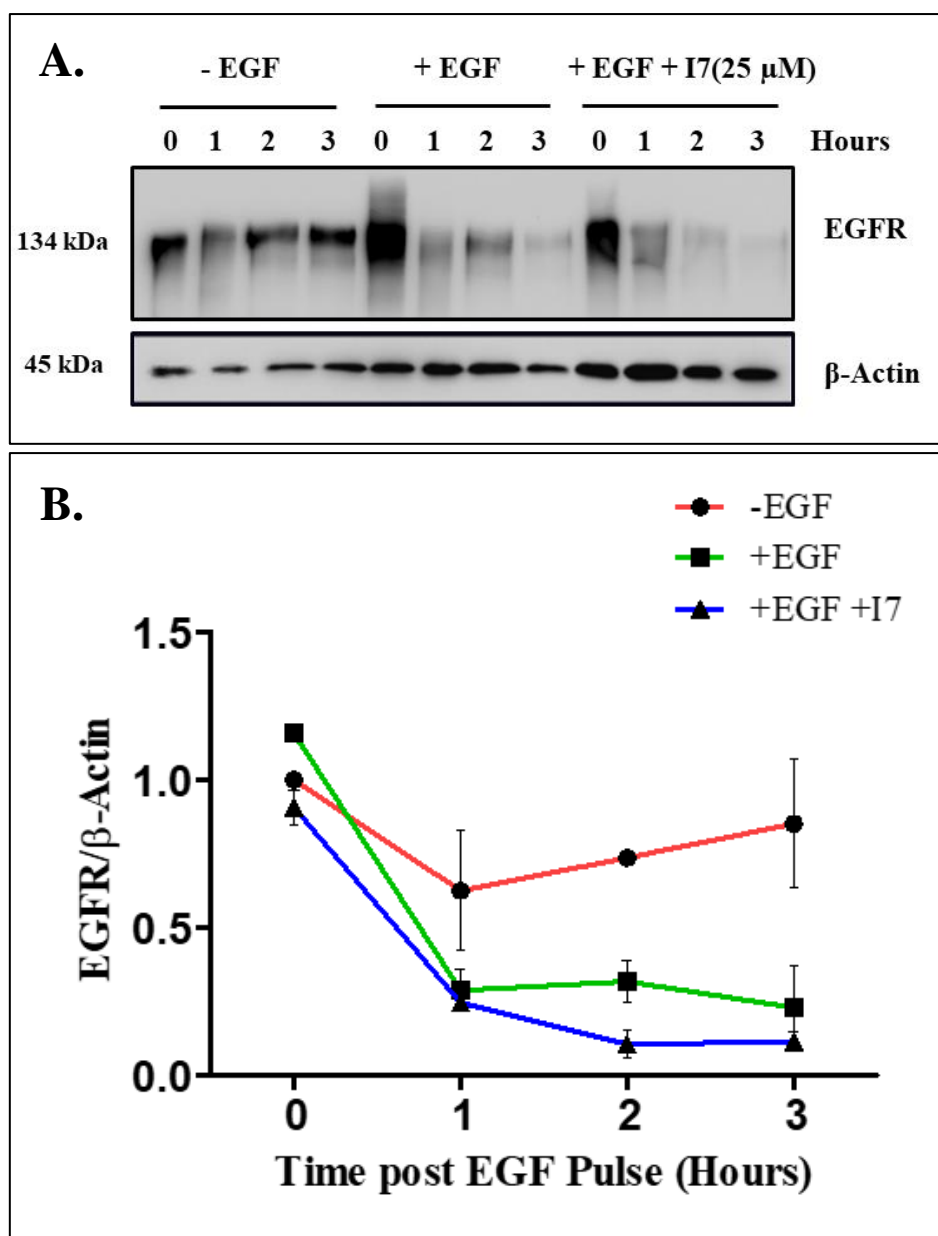 A.
- EGF + EGF + EGF + I7(25 μM)
0 1 2 3 0 1 2 3 0 1 2 3 Hours
134 kDa EGFR
45 kDa β-Actin
B.
-EGF
+EGF
+EGF +I7
1.5
1.0
0.5
0.0
EGFR/β-Actin
0 1 2 3
Time post EGF Pulse (Hours)